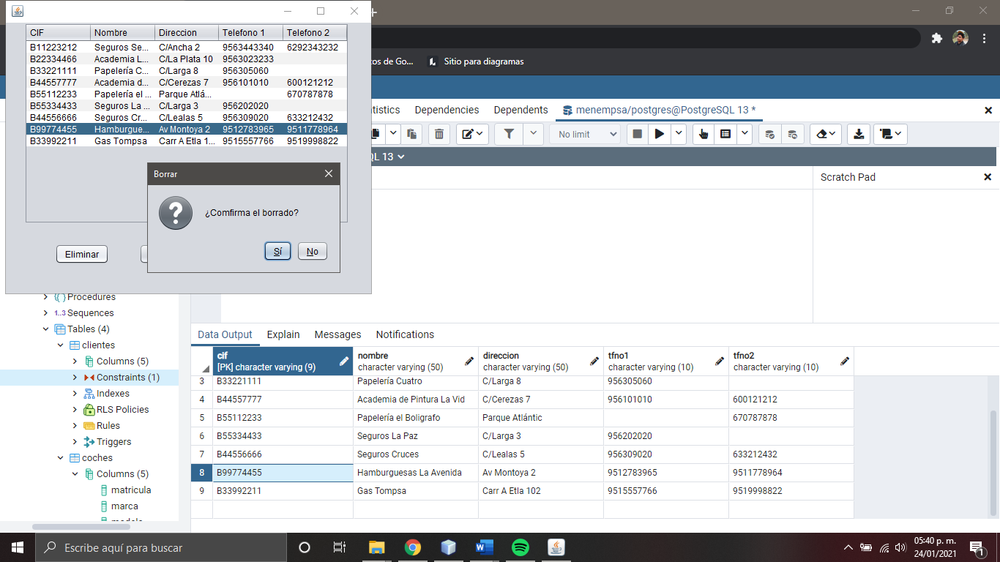 CIF Nombre Direccion Telefono 1 Telefono 2
B11223212 Seguros Se... C/Ancha 2 9563443340 6292343232
B22334466 Academia L... C/La Plata 10 9563023233
B33221111 Papelería C... C/Larga 8 956305060
B44557777 Academia d... C/Cerezas 7 956101010 600121212
B55112233 Papelería el ... Parque Atlá... 670787878
B55334433 Seguros La ... C/Larga 3 956202020
B44556666 Seguros Cr... C/Lealas 5 956309020 633212432
B99774455 Hamburgue... Av Montoya 2 9512783965 9511778964
B33992211 Gas Tompsa Carr A Etla 1... 9515557766 9519998822
Borrar
¿Comfirma el borrado?
Sí No
Eliminar
tos de Go... Sitio para diagramas
atistics Dependencies Dependents menempsa/postgres@PostgreSQL 13 *
No limit
QL 13
Scratch Pad
Procedures
1..3 Sequences
Tables (4)
clientes
Columns (5)
Constraints (1)
Indexes
RLS Policies
Rules
Triggers
coches
Columns (5)
matricula
marca
modelo
Data Output Explain Messages Notifications
cif nombre direccion tfno1 tfno2
[PK] character varying (9) character varying (50) character varying (50) character varying (10) character varying (10)
3 B33221111 Papelería Cuatro C/Larga 8 956305060
4 B44557777 Academia de Pintura La Vid C/Cerezas 7 956101010 600121212
5 B55112233 Papelería el Boligrafo Parque Atlántic 670787878
6 B55334433 Seguros La Paz C/Larga 3 956202020
7 B44556666 Seguros Cruces C/Lealas 5 956309020 633212432
8 B99774455 Hamburguesas La Avenida Av Montoya 2 9512783965 9511778964
9 B33992211 Gas Tompsa Carr A Etla 102 9515557766 9519998822
Escribe aquí para buscar
05:40 p. m.
24/01/2021
1